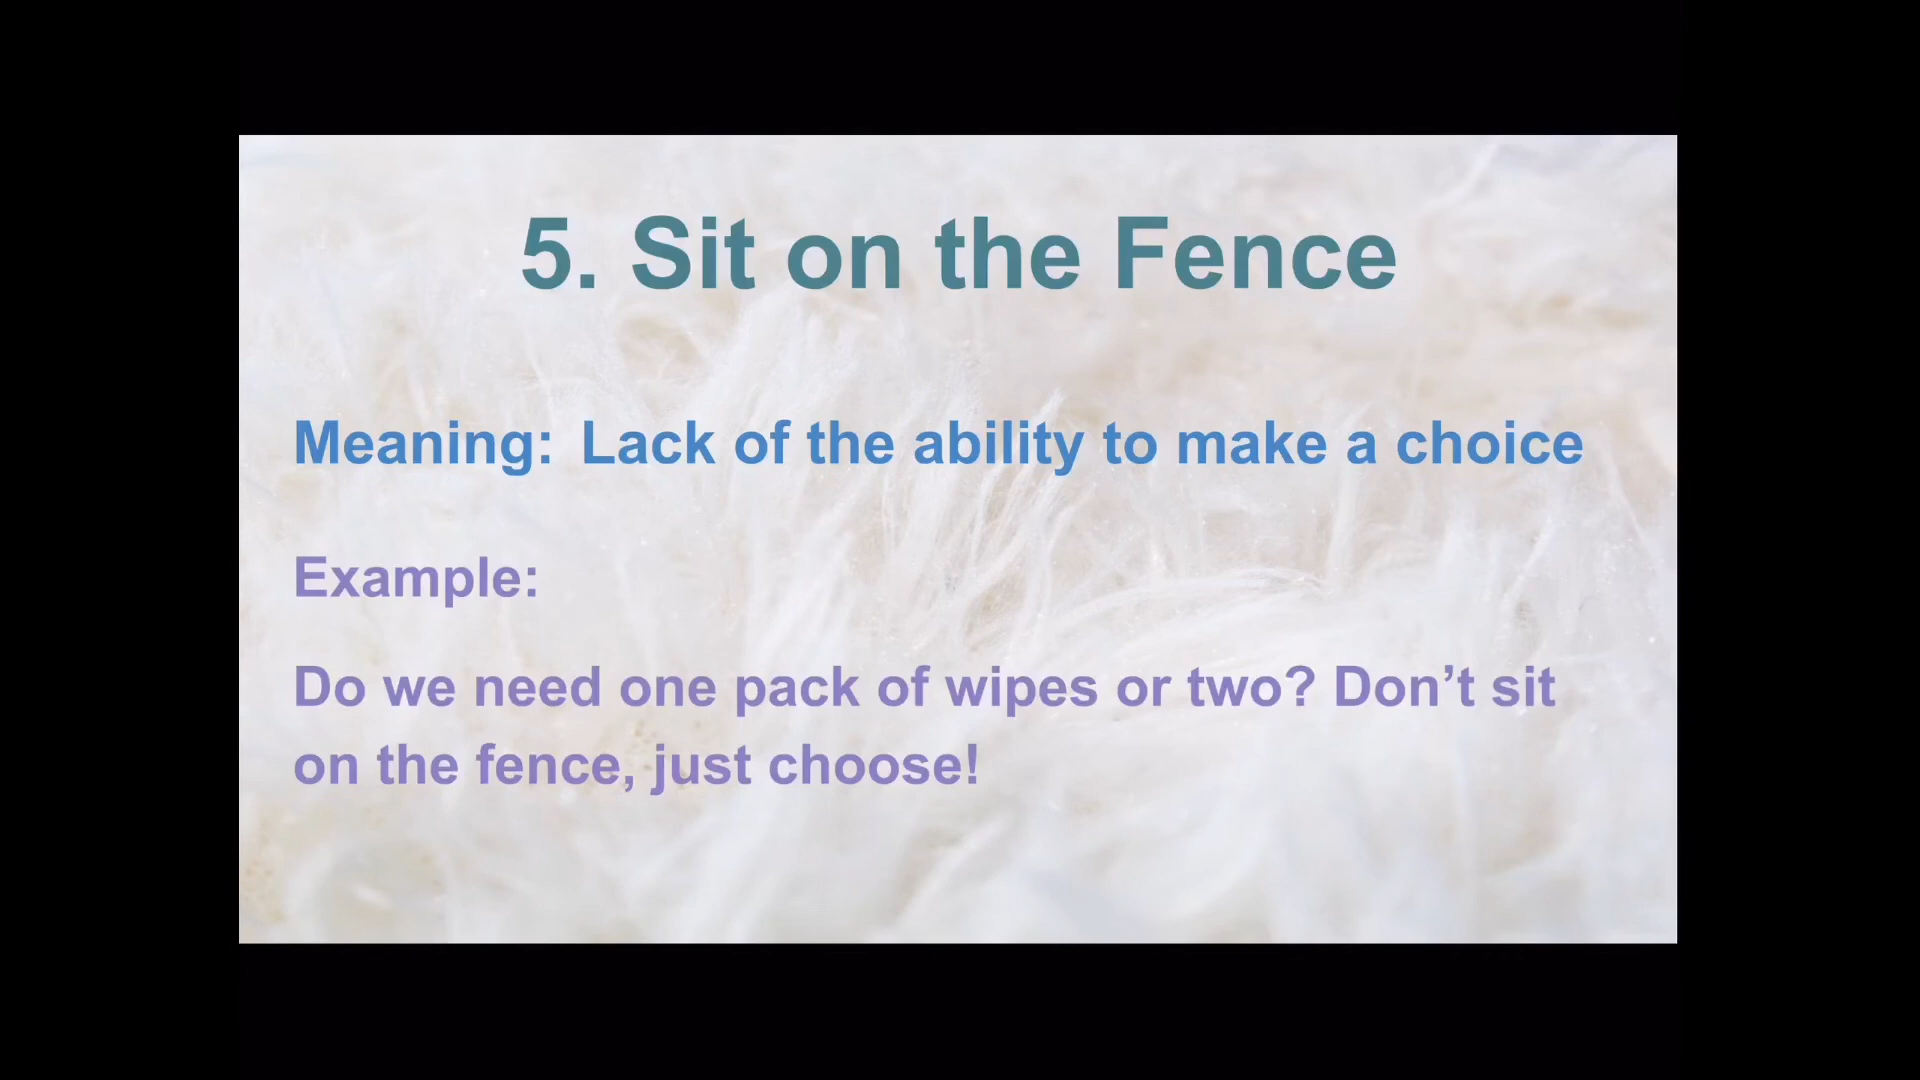 5. Sit on the Fence
Meaning: Lack of the ability to make a choice
Example:
Do we need one pack of wipes or two? Don’t sit
on the fence, just choose!